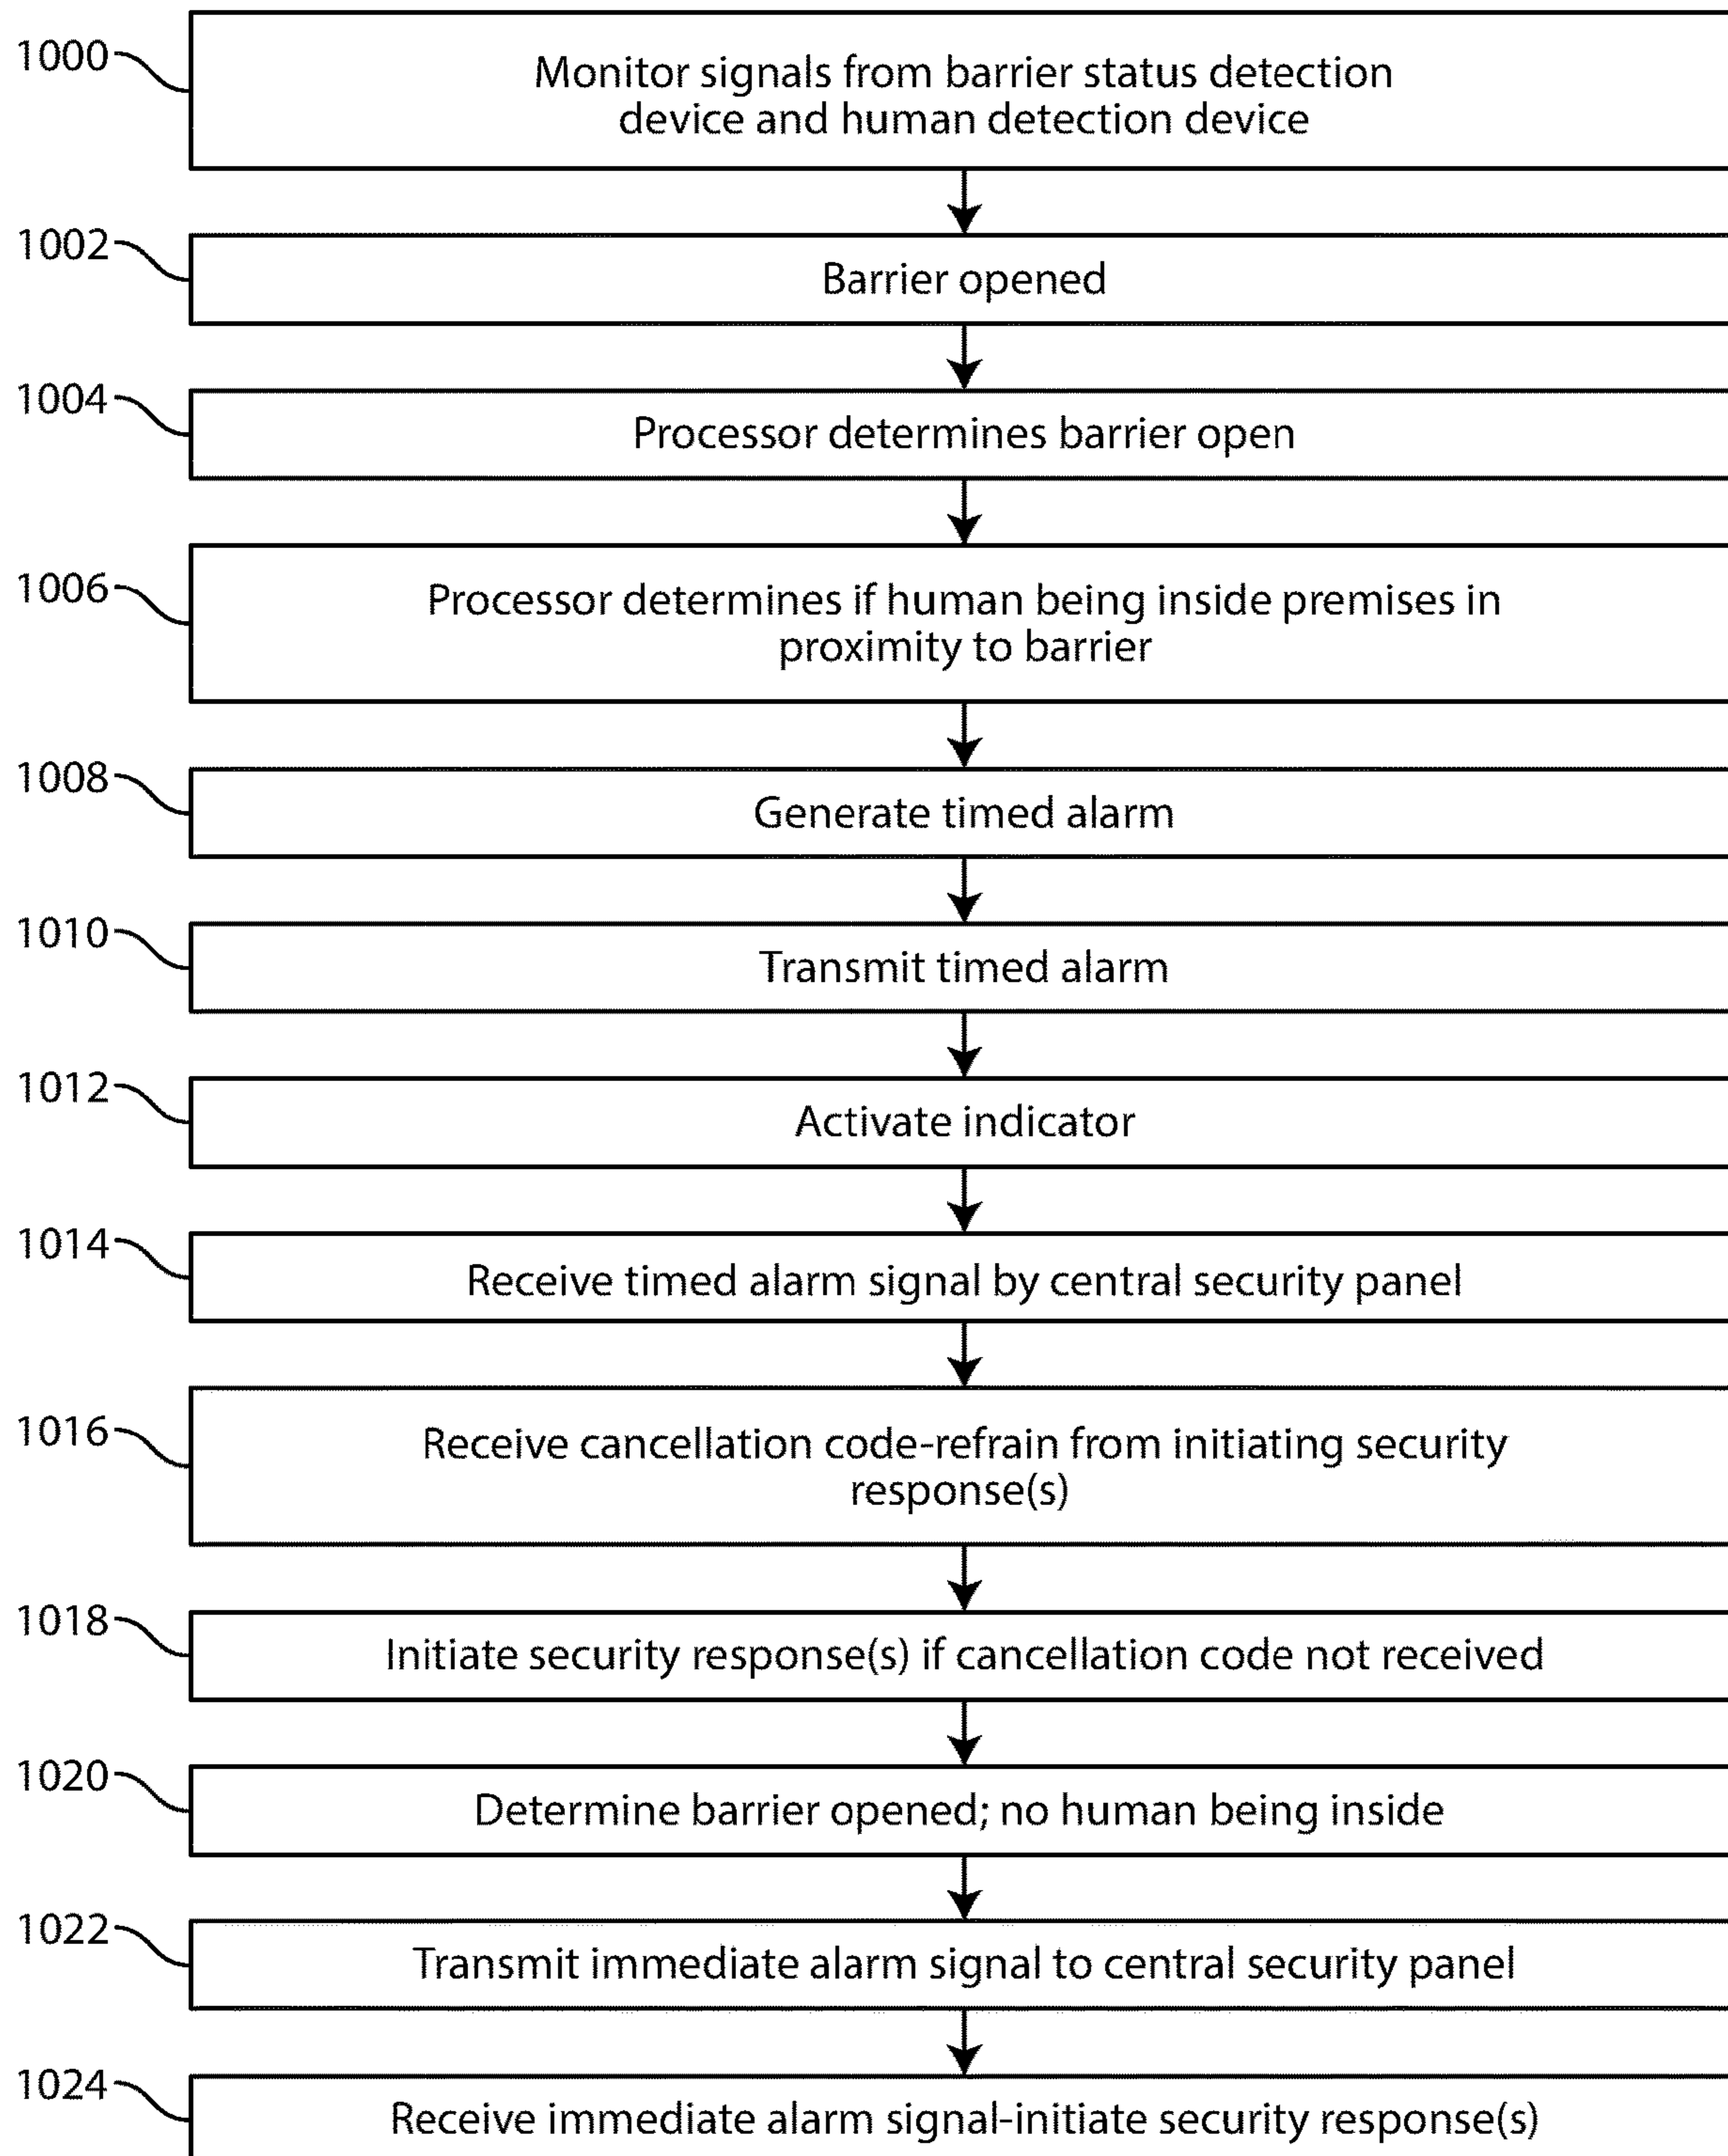 1000
Monitor signals from barrier status detection
device and human detection device
1002
Barrier opened
1004
Processor determines barrier open
1006
Processor determines if human being inside premises in
proximity to barrier
1008
Generate timed alarm
1010
Transmit timed alarm
1012
Activate indicator
1014
Receive timed alarm signal by central security panel
1016
Receive cancellation code-refrain from initiating security
response(s)
1018
Initiate security response(s) if cancellation code not received
1020
Determine barrier opened; no human being inside
1022
Transmit immediate alarm signal to central security panel
1024
Receive immediate alarm signal-initiate security response(s)